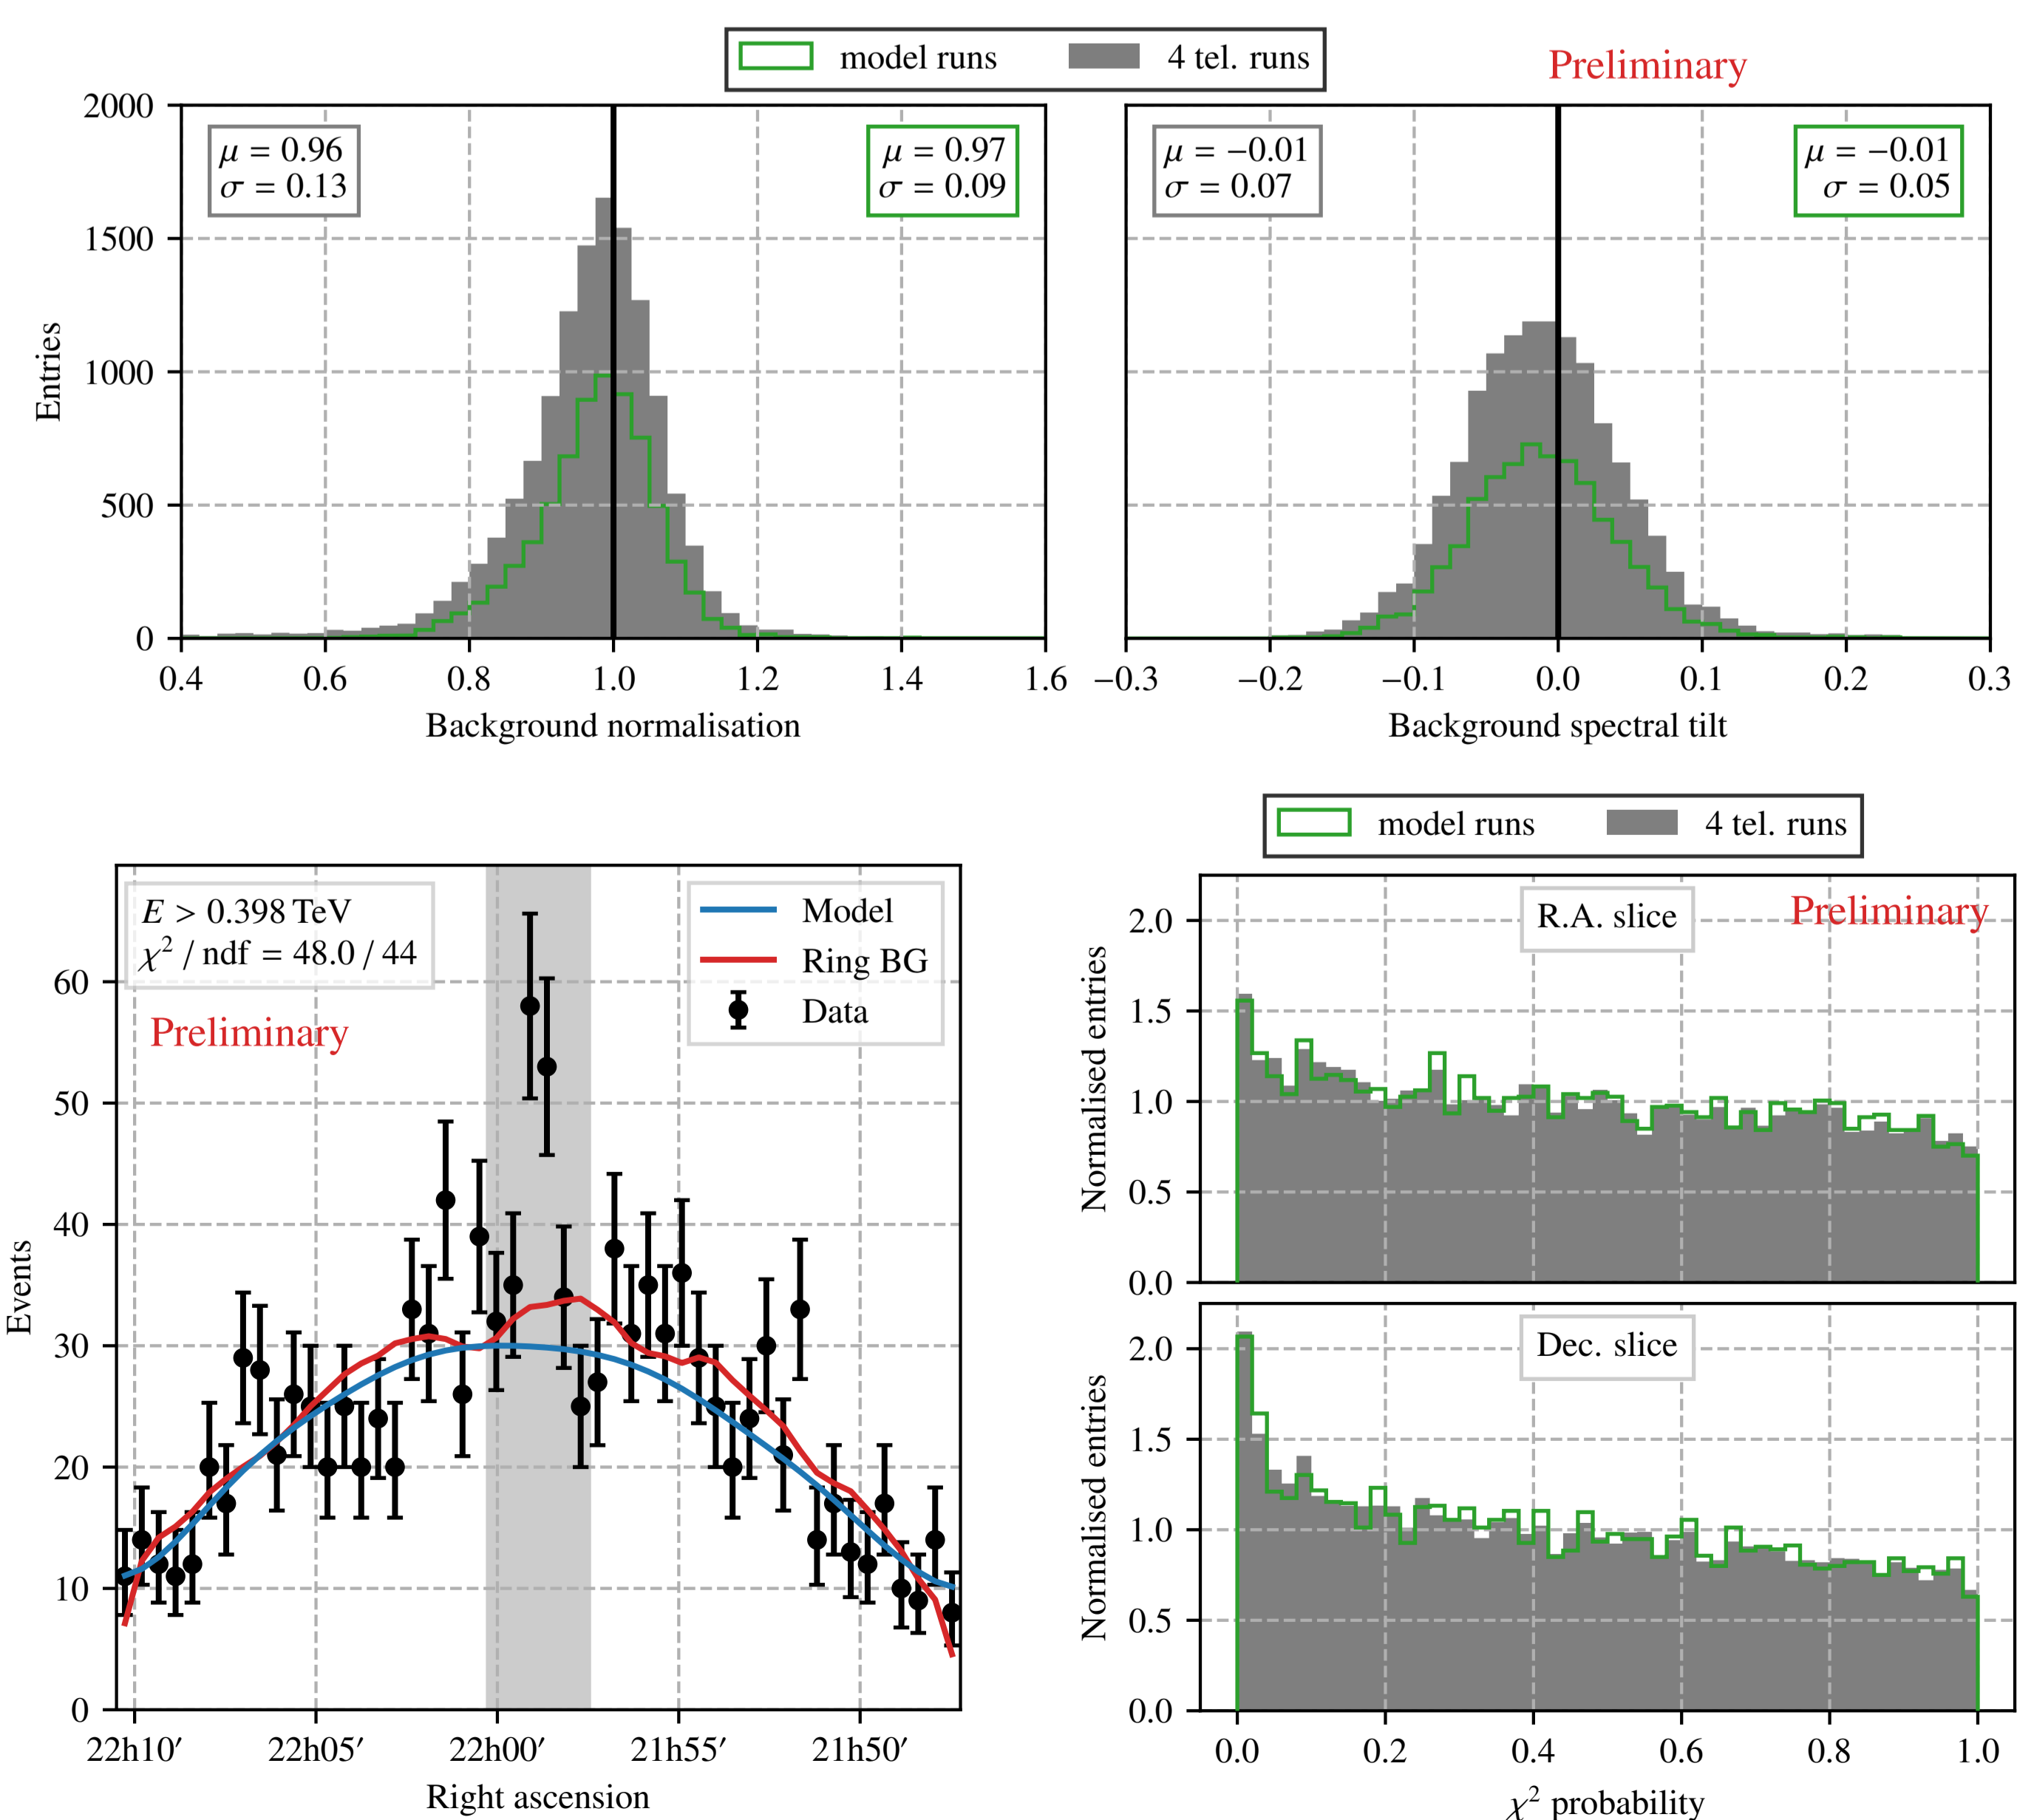 model runs 4 tel. runs
Preliminary
2000
1500
1000
500
0
Entries
μ = 0.96
σ = 0.13
μ = 0.97
σ = 0.09
0.4 0.6 0.8 1.0 1.2 1.4 1.6
Background normalisation
μ = −0.01
σ = 0.07
μ = −0.01
σ = 0.05
−0.3 −0.2 −0.1 0.0 0.1 0.2 0.3
Background spectral tilt
E > 0.398 TeV
χ² / ndf = 48.0 / 44
Preliminary
Model
Ring BG
Data
60
50
40
30
20
10
0
Events
22h10′ 22h05′ 22h00′ 21h55′ 21h50′
Right ascension
model runs 4 tel. runs
R.A. slice
Preliminary
2.0
1.5
1.0
0.5
0.0
Normalised entries
Dec. slice
2.0
1.5
1.0
0.5
0.0
Normalised entries
0.0 0.2 0.4 0.6 0.8 1.0
χ² probability